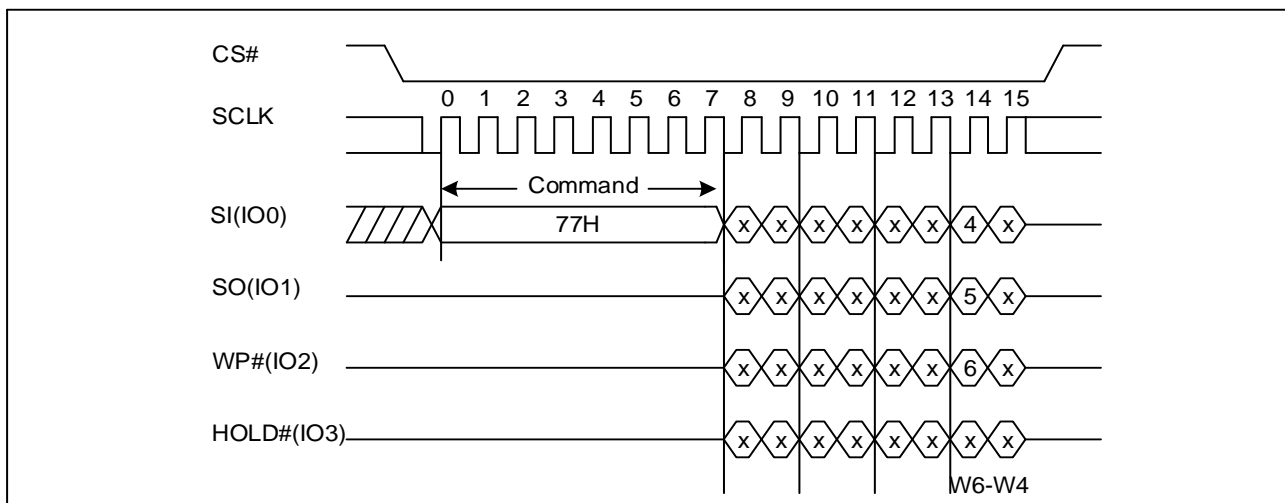 CS#
0 1 2 3 4 5 6 7 8 9 10 11 12 13 14 15
SCLK
Command
SI(IO0) 77H x x x x x x 4 x
SO(IO1) x x x x x x 5 x
WP#(IO2) x x x x x x 6 x
HOLD#(IO3) x x x x x x x x
W6-W4